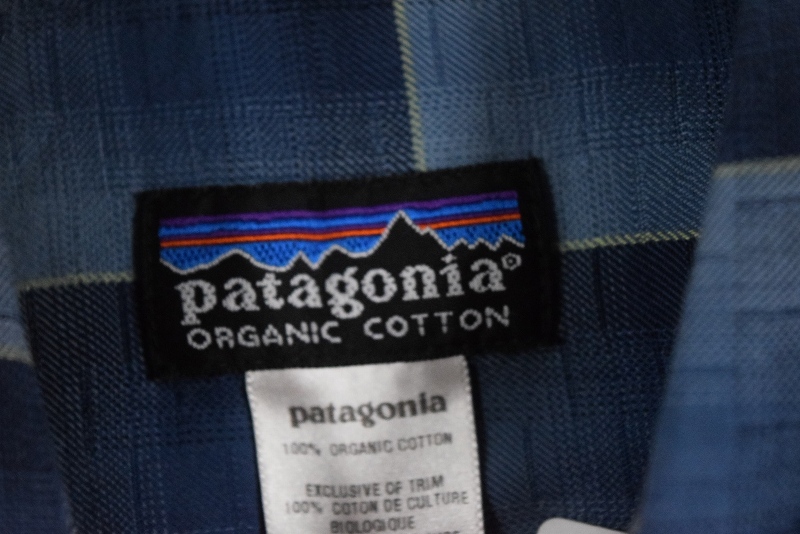 patagonia®
ORGANIC COTTON
patagonia
100% ORGANIC COTTON
EXCLUSIVE OF TRIM
100% COTON DE CULTURE
BIOLOGIQUE